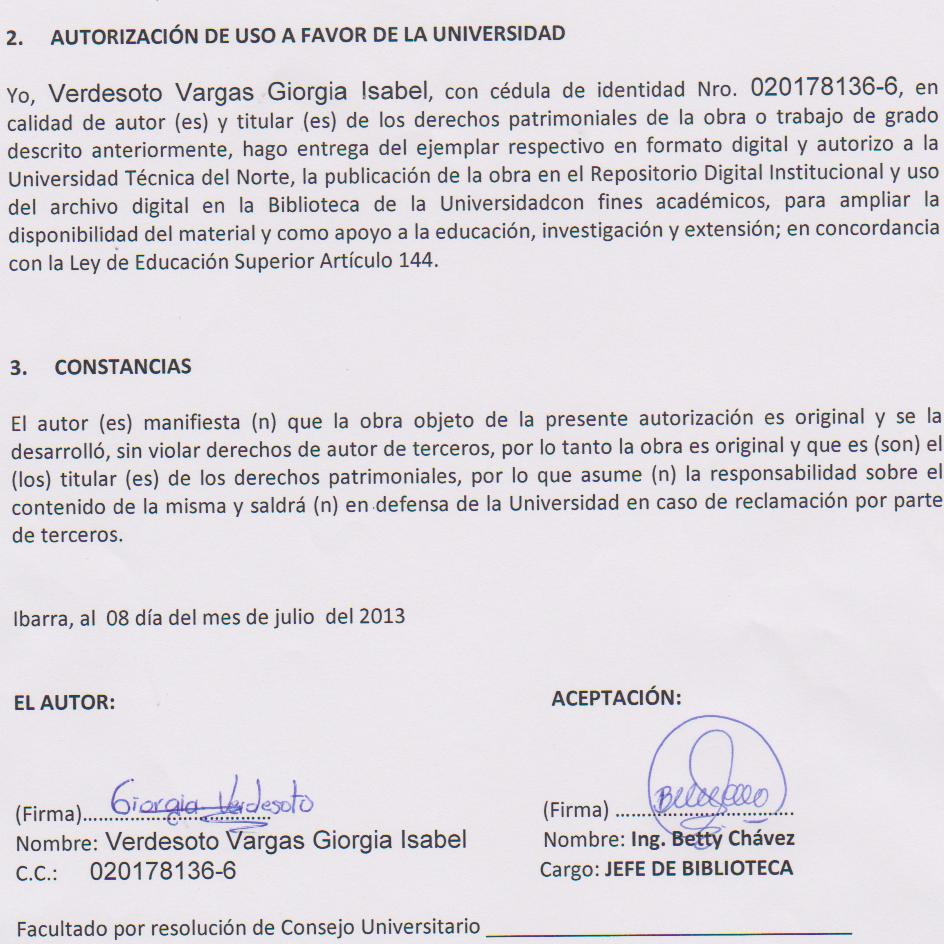 2. AUTORIZACIÓN DE USO A FAVOR DE LA UNIVERSIDAD
Yo, Verdesoto Vargas Giorgia Isabel, con cédula de identidad Nro. 020178136-6, en
calidad de autor (es) y titular (es) de los derechos patrimoniales de la obra o trabajo de grado
descrito anteriormente, hago entrega del ejemplar respectivo en formato digital y autorizo a la
Universidad Técnica del Norte, la publicación de la obra en el Repositorio Digital Institucional y uso
del archivo digital en la Biblioteca de la Universidadcon fines académicos, para ampliar la
disponibilidad del material y como apoyo a la educación, investigación y extensión; en concordancia
con la Ley de Educación Superior Artículo 144.
3. CONSTANCIAS
El autor (es) manifiesta (n) que la obra objeto de la presente autorización es original y se la
desarrolló, sin violar derechos de autor de terceros, por lo tanto la obra es original y que es (son) el
(los) titular (es) de los derechos patrimoniales, por lo que asume (n) la responsabilidad sobre el
contenido de la misma y saldrá (n) en defensa de la Universidad en caso de reclamación por parte
de terceros.
Ibarra, al 08 día del mes de julio del 2013
EL AUTOR:
(Firma)................................ Giorgia Verdesoto
Nombre: Verdesoto Vargas Giorgia Isabel
C.C.: 020178136-6
ACEPTACIÓN:
(Firma) ................................
Nombre: Ing. Betty Chávez
Cargo: JEFE DE BIBLIOTECA
Facultado por resolución de Consejo Universitario ________________________________